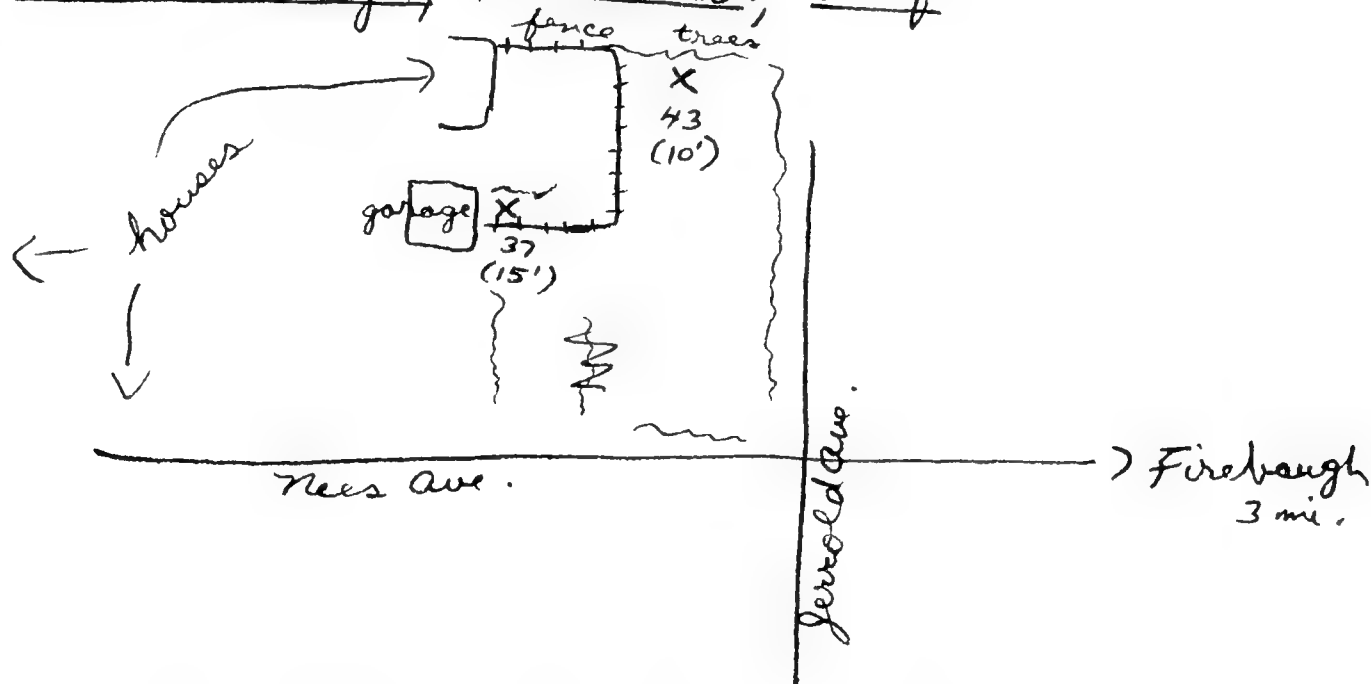 fence trees
X
43
(10')
houses
garage X
37
(15')
Nees Ave.
Jerrold Ave.
Firebaugh
3 mi.